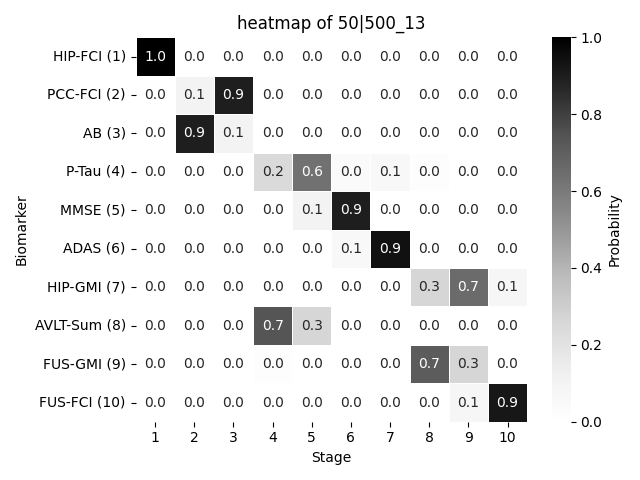 heatmap of 50|500_13
HIP-FCI (1) 1.0 0.0 0.0 0.0 0.0 0.0 0.0 0.0 0.0 0.0
PCC-FCI (2) 0.0 0.1 0.9 0.0 0.0 0.0 0.0 0.0 0.0 0.0
AB (3) 0.0 0.9 0.1 0.0 0.0 0.0 0.0 0.0 0.0 0.0
P-Tau (4) 0.0 0.0 0.0 0.2 0.6 0.0 0.1 0.0 0.0 0.0
MMSE (5) 0.0 0.0 0.0 0.0 0.1 0.9 0.0 0.0 0.0 0.0
ADAS (6) 0.0 0.0 0.0 0.0 0.0 0.1 0.9 0.0 0.0 0.0
HIP-GMI (7) 0.0 0.0 0.0 0.0 0.0 0.0 0.0 0.3 0.7 0.1
AVLT-Sum (8) 0.0 0.0 0.0 0.7 0.3 0.0 0.0 0.0 0.0 0.0
FUS-GMI (9) 0.0 0.0 0.0 0.0 0.0 0.0 0.0 0.7 0.3 0.0
FUS-FCI (10) 0.0 0.0 0.0 0.0 0.0 0.0 0.0 0.0 0.1 0.9
1 2 3 4 5 6 7 8 9 10
Stage
Biomarker
1.0
0.8
0.6
0.4
0.2
0.0
Probability